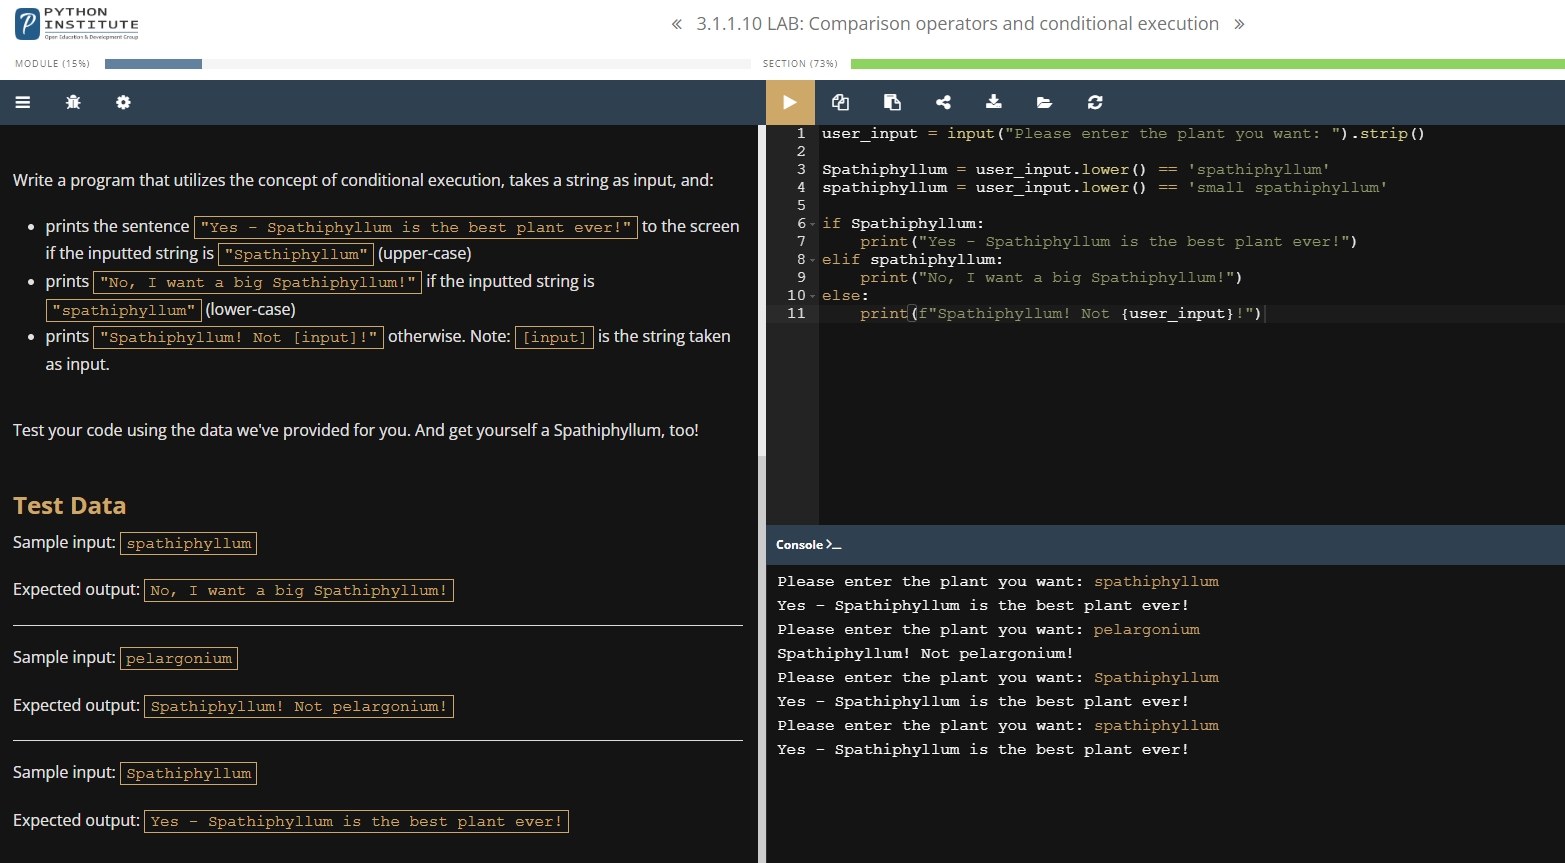 PYTHON
INSTITUTE
Open Education & Development Group
« 3.1.1.10 LAB: Comparison operators and conditional execution »
MODULE (15%)
SECTION (73%)
Write a program that utilizes the concept of conditional execution, takes a string as input, and:
• prints the sentence "Yes - Spathiphyllum is the best plant ever!" to the screen
if the inputted string is "Spathiphyllum" (upper-case)
• prints "No, I want a big Spathiphyllum!" if the inputted string is
"spathiphyllum" (lower-case)
• prints "Spathiphyllum! Not [input]!" otherwise. Note: [input] is the string taken
as input.
Test your code using the data we've provided for you. And get yourself a Spathiphyllum, too!
Test Data
Sample input: spathiphyllum
Expected output: No, I want a big Spathiphyllum!
Sample input: pelargonium
Expected output: Spathiphyllum! Not pelargonium!
Sample input: Spathiphyllum
Expected output: Yes - Spathiphyllum is the best plant ever!
1 user_input = input("Please enter the plant you want: ").strip()
2
3 Spathiphyllum = user_input.lower() == 'spathiphyllum'
4 spathiphyllum = user_input.lower() == 'small spathiphyllum'
5
6 if Spathiphyllum:
7     print("Yes - Spathiphyllum is the best plant ever!")
8 elif spathiphyllum:
9     print("No, I want a big Spathiphyllum!")
10 else:
11     print(f"Spathiphyllum! Not {user_input}!")
Console >_
Please enter the plant you want: spathiphyllum
Yes - Spathiphyllum is the best plant ever!
Please enter the plant you want: pelargonium
Spathiphyllum! Not pelargonium!
Please enter the plant you want: Spathiphyllum
Yes - Spathiphyllum is the best plant ever!
Please enter the plant you want: spathiphyllum
Yes - Spathiphyllum is the best plant ever!